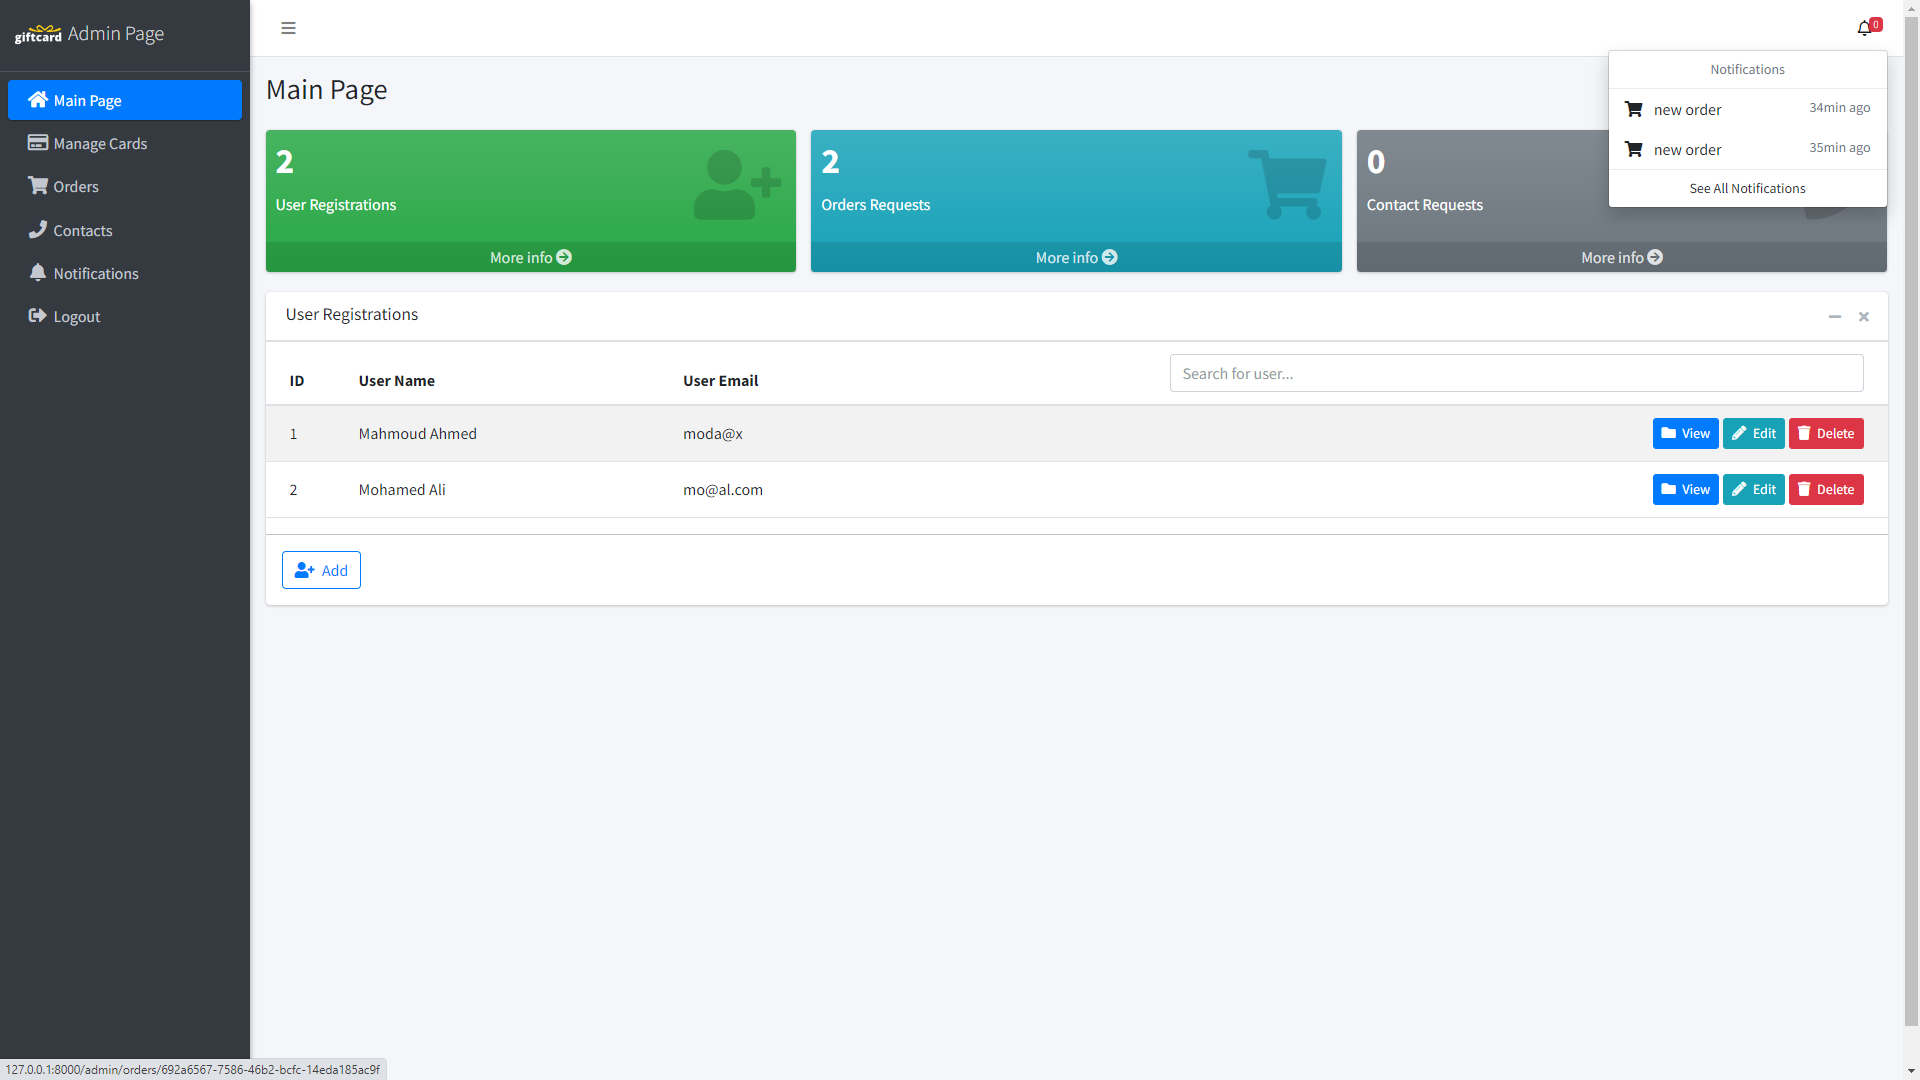 giftcard Admin Page
0
Main Page
Manage Cards
Orders
Contacts
Notifications
Logout
Main Page
Notifications
new order 34min ago
new order 35min ago
See All Notifications
2
User Registrations
More info
2
Orders Requests
More info
0
Contact Requests
More info
User Registrations
ID User Name User Email Search for user...
1 Mahmoud Ahmed moda@x View Edit Delete
2 Mohamed Ali mo@al.com View Edit Delete
Add
127.0.0.1:8000/admin/orders/692a6567-7586-46b2-bcfc-14eda185ac9f